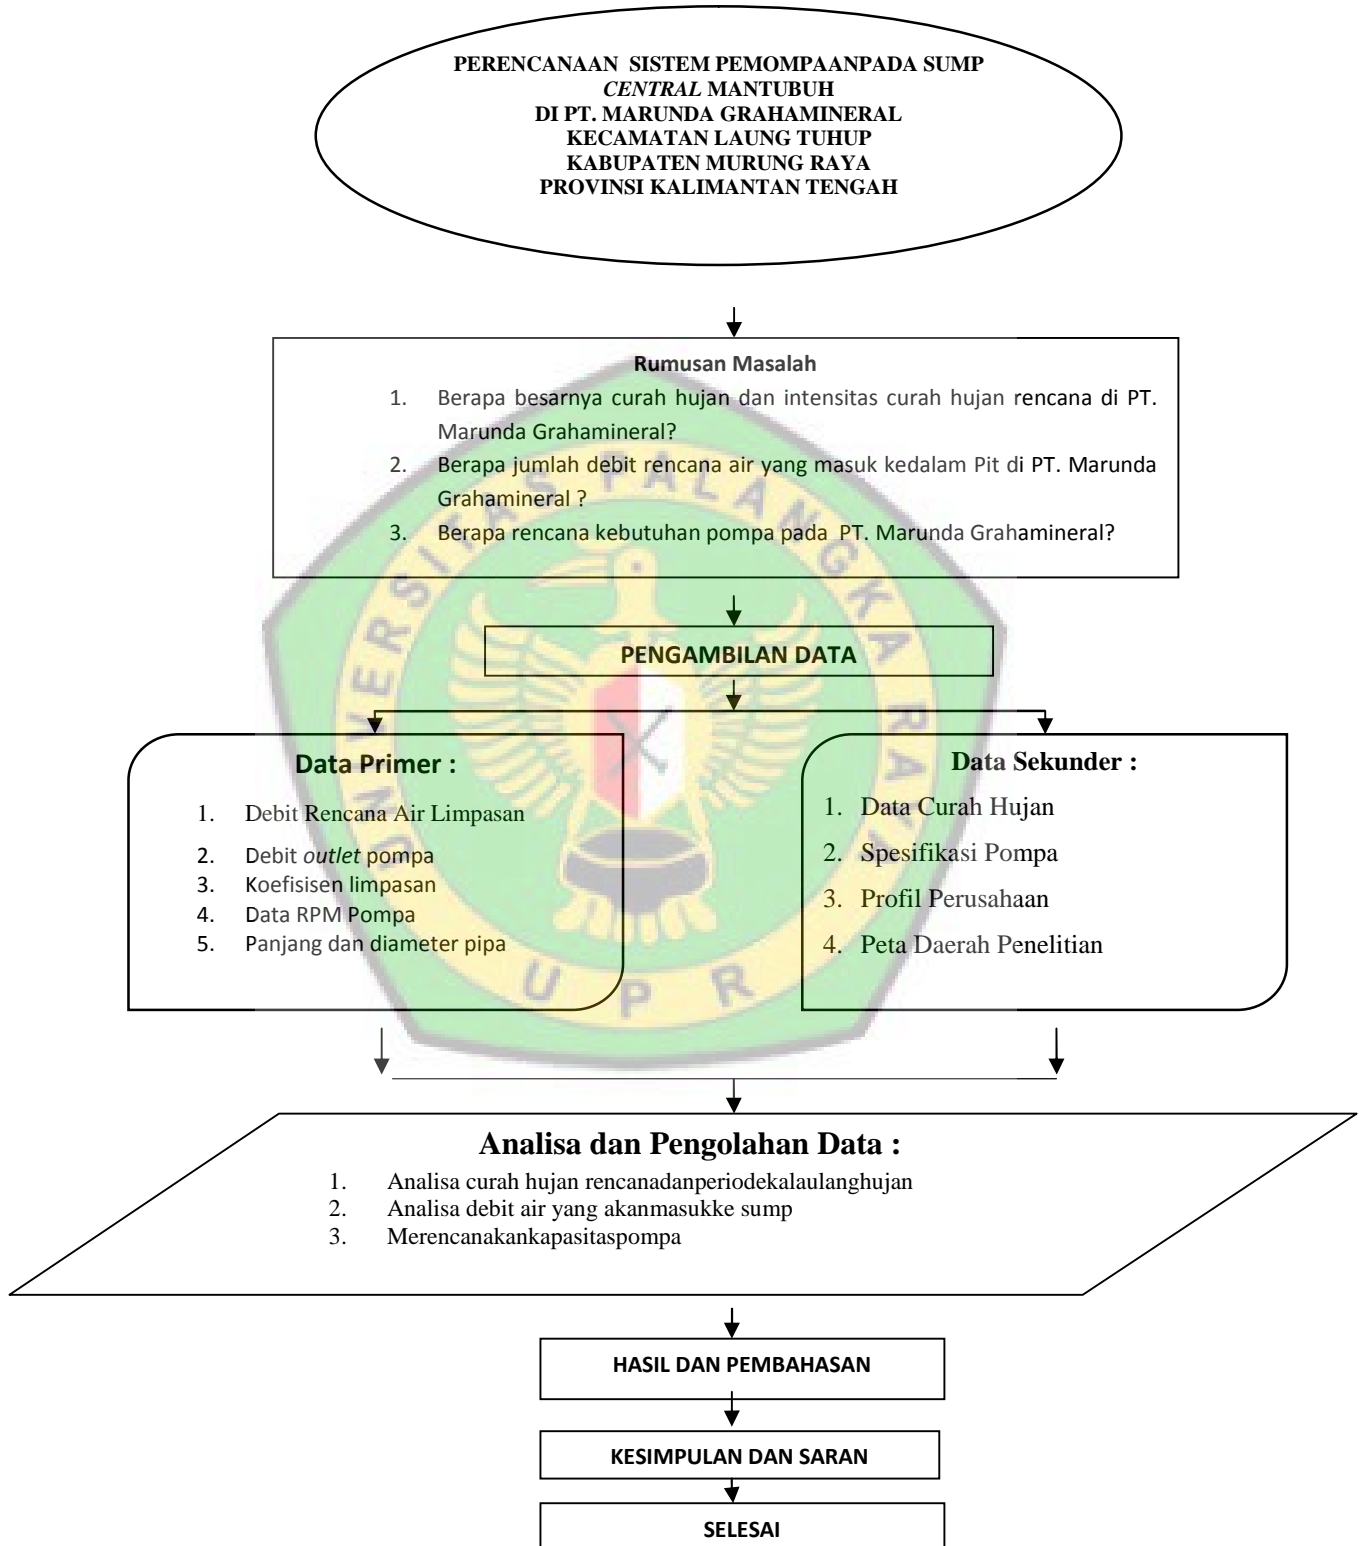 PERENCANAAN SISTEM PEMOMPAANPADA SUMP
CENTRAL MANTUBUH
DI PT. MARUNDA GRAHAMINERAL
KECAMATAN LAUNG TUHUP
KABUPATEN MURUNG RAYA
PROVINSI KALIMANTAN TENGAH
Rumusan Masalah
1. Berapa besarnya curah hujan dan intensitas curah hujan rencana di PT.
Marunda Grahamineral?
2. Berapa jumlah debit rencana air yang masuk kedalam Pit di PT. Marunda
Grahamineral ?
3. Berapa rencana kebutuhan pompa pada PT. Marunda Grahamineral?
PENGAMBILAN DATA
Data Primer :
1. Debit Rencana Air Limpasan
2. Debit outlet pompa
3. Koefisisen limpasan
4. Data RPM Pompa
5. Panjang dan diameter pipa
Data Sekunder :
1. Data Curah Hujan
2. Spesifikasi Pompa
3. Profil Perusahaan
4. Peta Daerah Penelitian
Analisa dan Pengolahan Data :
1. Analisa curah hujan rencanadanperiodekalaulanghujan
2. Analisa debit air yang akanmasukke sump
3. Merencanakankapasitaspompa
HASIL DAN PEMBAHASAN
KESIMPULAN DAN SARAN
SELESAI
UNIVERSITAS PALANGKA RAYA
UPR